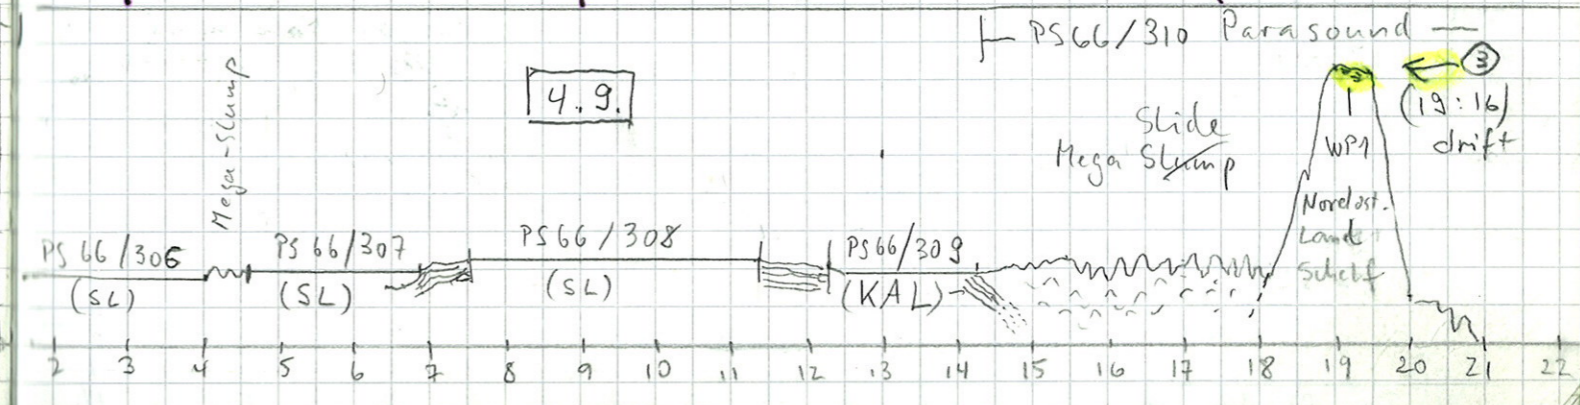 PS66/310 Parasound
3
4.9.
(19:16)
drift
Mega-Slump
Slide
Mega Slump
WP1
Nordost.
Land
Schelf
PS 66/306
(SL)
PS 66/307
(SL)
PS66/308
(SL)
PS66/309
(KAL)
2 3 4 5 6 7 8 9 10 11 12 13 14 15 16 17 18 19 20 21 22